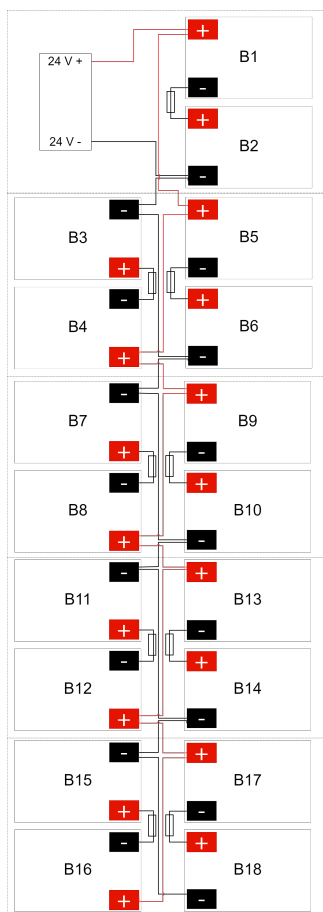 24 V +
24 V -
+
B1
-
+
B2
-
-
B3
+
-
B4
+
+
B5
-
+
B6
-
-
B7
+
-
B8
+
+
B9
-
+
B10
-
-
B11
+
-
B12
+
+
B13
-
+
B14
-
-
B15
+
-
B16
+
+
B17
-
+
B18
-